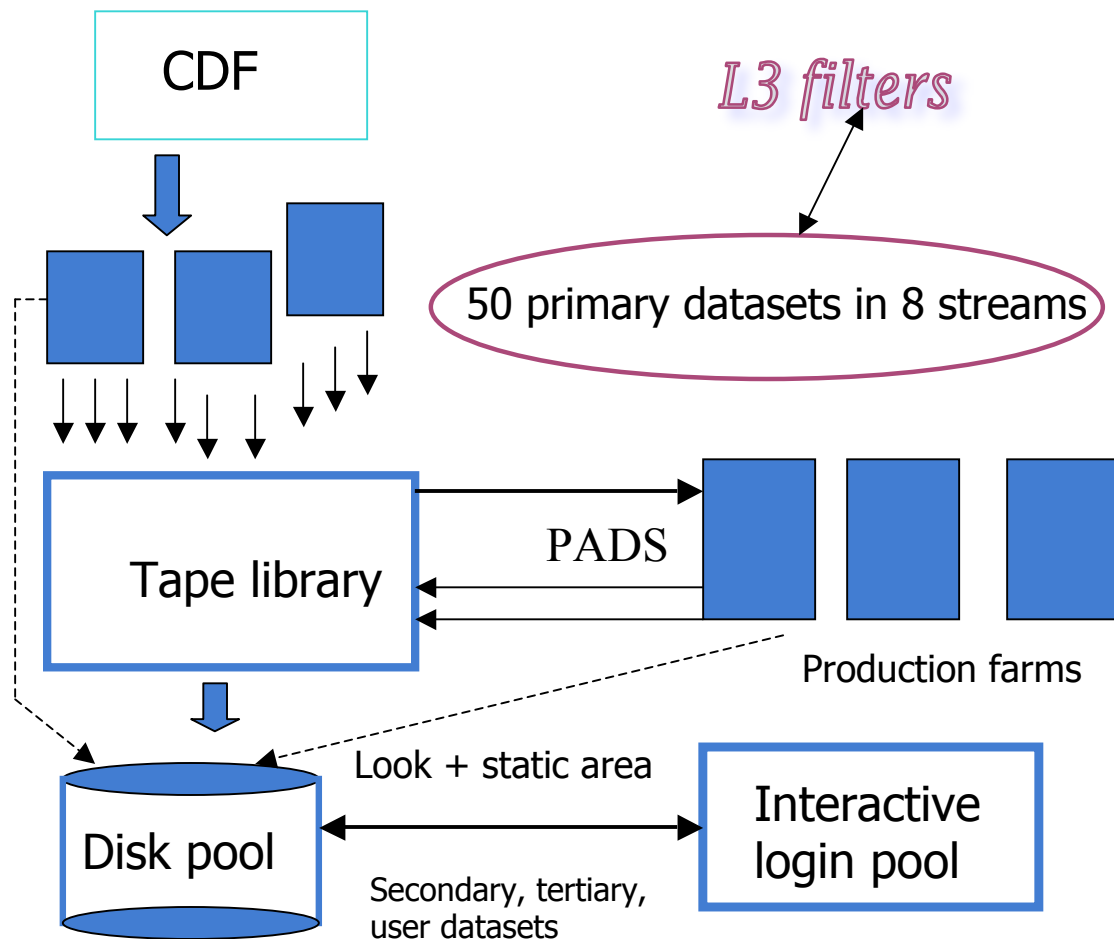 CDF
L3 filters
50 primary datasets in 8 streams
Tape library
PADS
Production farms
Look + static area
Disk pool
Interactive
login pool
Secondary, tertiary,
user datasets